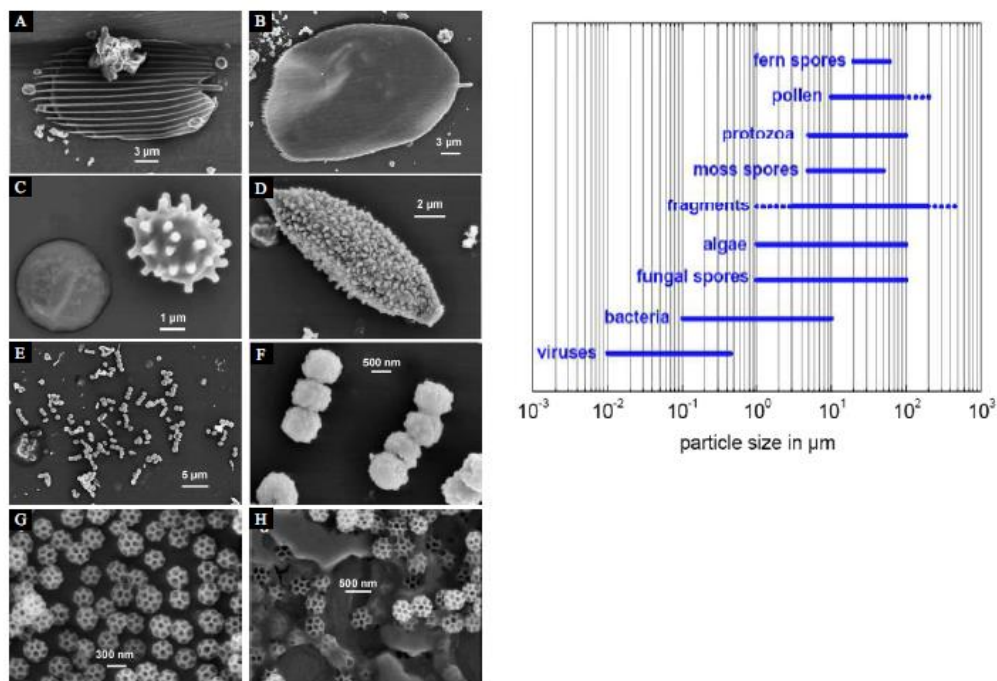 A
3 µm
B
3 µm
C
1 µm
D
2 µm
E
5 µm
F
500 nm
G
300 nm
H
500 nm
fern spores
pollen
protozoa
moss spores
fragments
algae
fungal spores
bacteria
viruses
10⁻³ 10⁻² 10⁻¹ 10⁰ 10¹ 10² 10³
particle size in µm